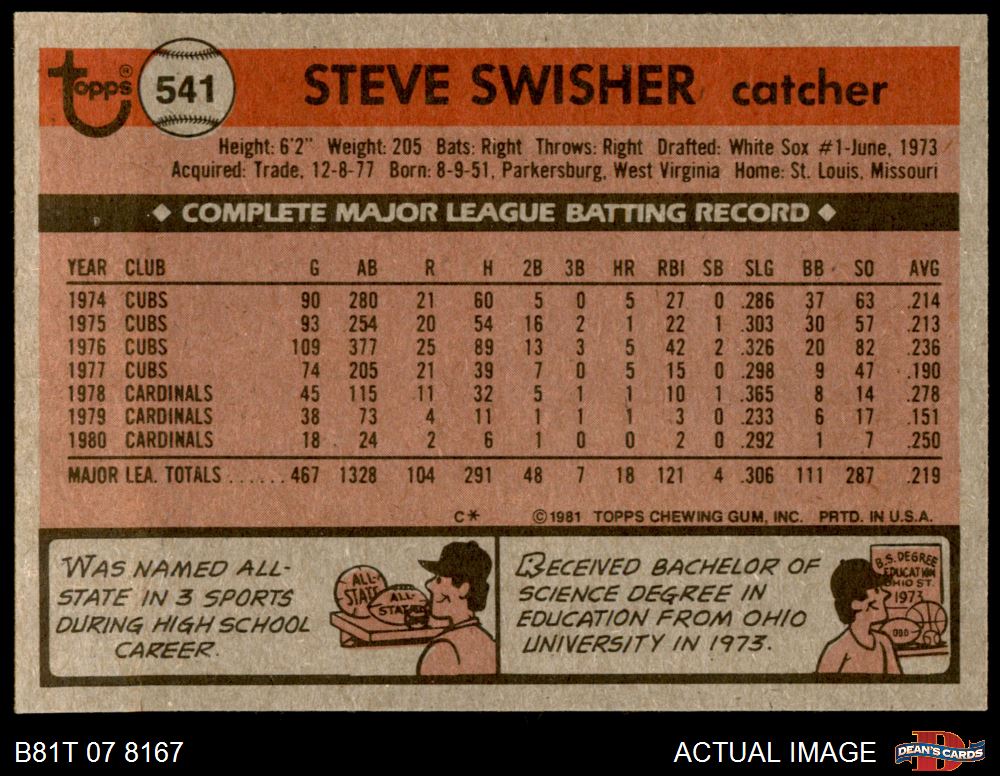 topps
541
STEVE SWISHER catcher
Height: 6'2" Weight: 205 Bats: Right Throws: Right Drafted: White Sox #1-June, 1973
Acquired: Trade, 12-8-77 Born: 8-9-51, Parkersburg, West Virginia Home: St. Louis, Missouri
◆ COMPLETE MAJOR LEAGUE BATTING RECORD ◆
YEAR CLUB G AB R H 2B 3B HR RBI SB SLG BB SO AVG
1974 CUBS 90 280 21 60 5 0 5 27 0 .286 37 63 .214
1975 CUBS 93 254 20 54 16 2 1 22 1 .303 30 57 .213
1976 CUBS 109 377 25 89 13 3 5 42 2 .326 20 82 .236
1977 CUBS 74 205 21 39 7 0 5 15 0 .298 9 47 .190
1978 CARDINALS 45 115 11 32 5 1 1 10 1 .365 8 14 .278
1979 CARDINALS 38 73 4 11 1 1 1 3 0 .233 6 17 .151
1980 CARDINALS 18 24 2 6 1 0 0 2 0 .292 1 7 .250
MAJOR LEA. TOTALS ...... 467 1328 104 291 48 7 18 121 4 .306 111 287 .219
C* ©1981 TOPPS CHEWING GUM, INC. PRTD. IN U.S.A.
WAS NAMED ALL-
STATE IN 3 SPORTS
DURING HIGH SCHOOL
CAREER.
ALL-
STATE
ALL-
STATE
RECEIVED BACHELOR OF
SCIENCE DEGREE IN
EDUCATION FROM OHIO
UNIVERSITY IN 1973.
B.S. DEGREE
EDUCATION
OHIO ST.
1973
B81T 07 8167
ACTUAL IMAGE
D
DEAN'S CARDS